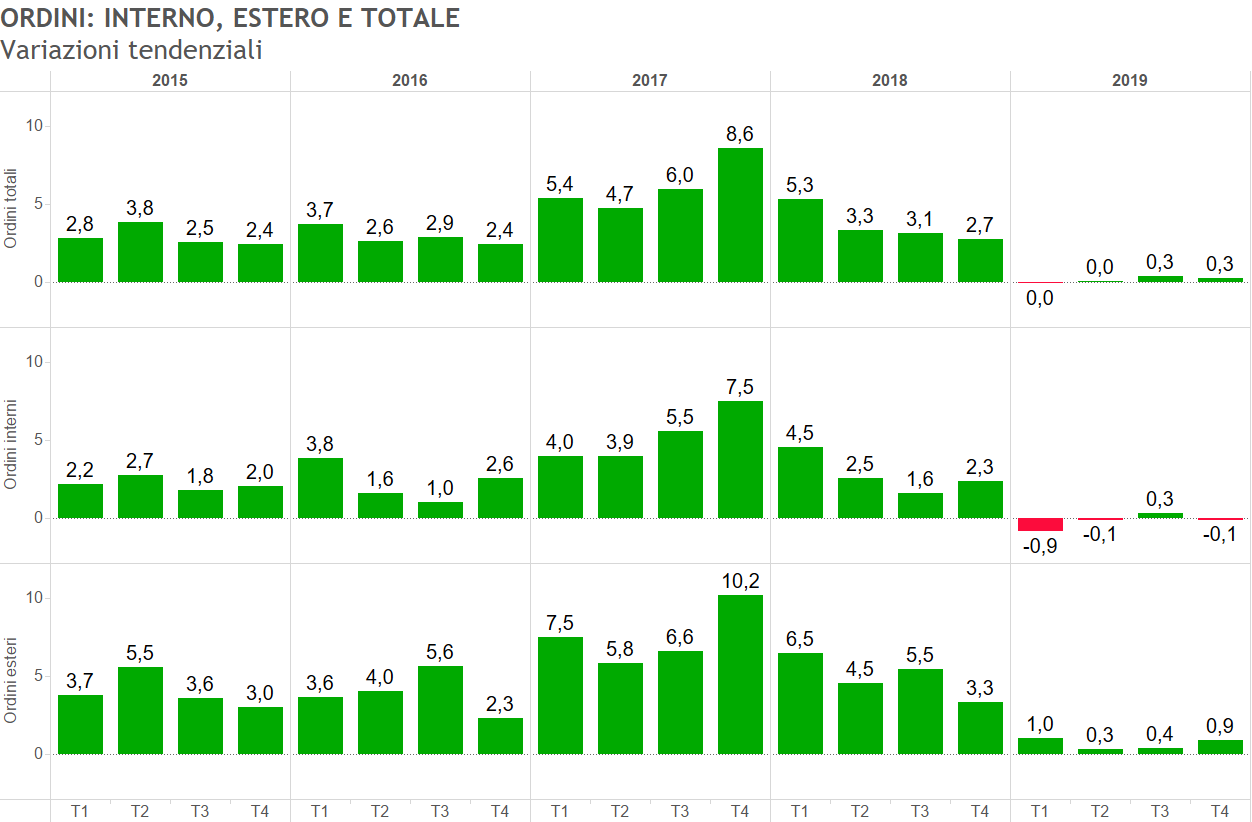 ORDINI: INTERNO, ESTERO E TOTALE
Variazioni tendenziali
2015 2016 2017 2018 2019
Ordini totali
10
5
0
2,8 3,8 2,5 2,4 3,7 2,6 2,9 2,4 5,4 4,7 6,0 8,6 5,3 3,3 3,1 2,7 0,0 0,0 0,3 0,3
Ordini interni
10
5
0
2,2 2,7 1,8 2,0 3,8 1,6 1,0 2,6 4,0 3,9 5,5 7,5 4,5 2,5 1,6 2,3 -0,9 -0,1 0,3 -0,1
Ordini esteri
10
5
0
3,7 5,5 3,6 3,0 3,6 4,0 5,6 2,3 7,5 5,8 6,6 10,2 6,5 4,5 5,5 3,3 1,0 0,3 0,4 0,9
T1 T2 T3 T4 T1 T2 T3 T4 T1 T2 T3 T4 T1 T2 T3 T4 T1 T2 T3 T4